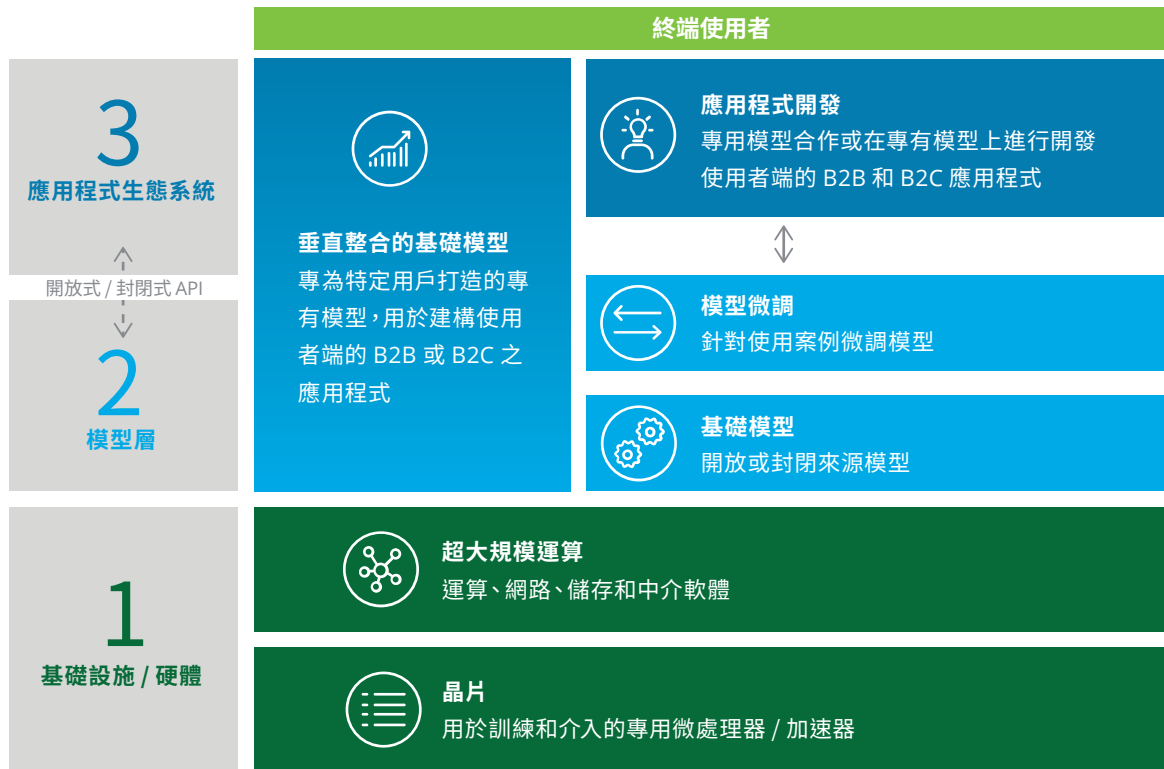 終端使用者
3
應用程式生態系統
開放式 / 封閉式 API
2
模型層
垂直整合的基礎模型
專為特定用戶打造的專
有模型，用於建構使用
者端的 B2B 或 B2C 之
應用程式
應用程式開發
專用模型合作或在專有模型上進行開發
使用者端的 B2B 和 B2C 應用程式
模型微調
針對使用案例微調模型
基礎模型
開放或封閉來源模型
1
基礎設施 / 硬體
超大規模運算
運算、網路、儲存和中介軟體
晶片
用於訓練和介入的專用微處理器 / 加速器